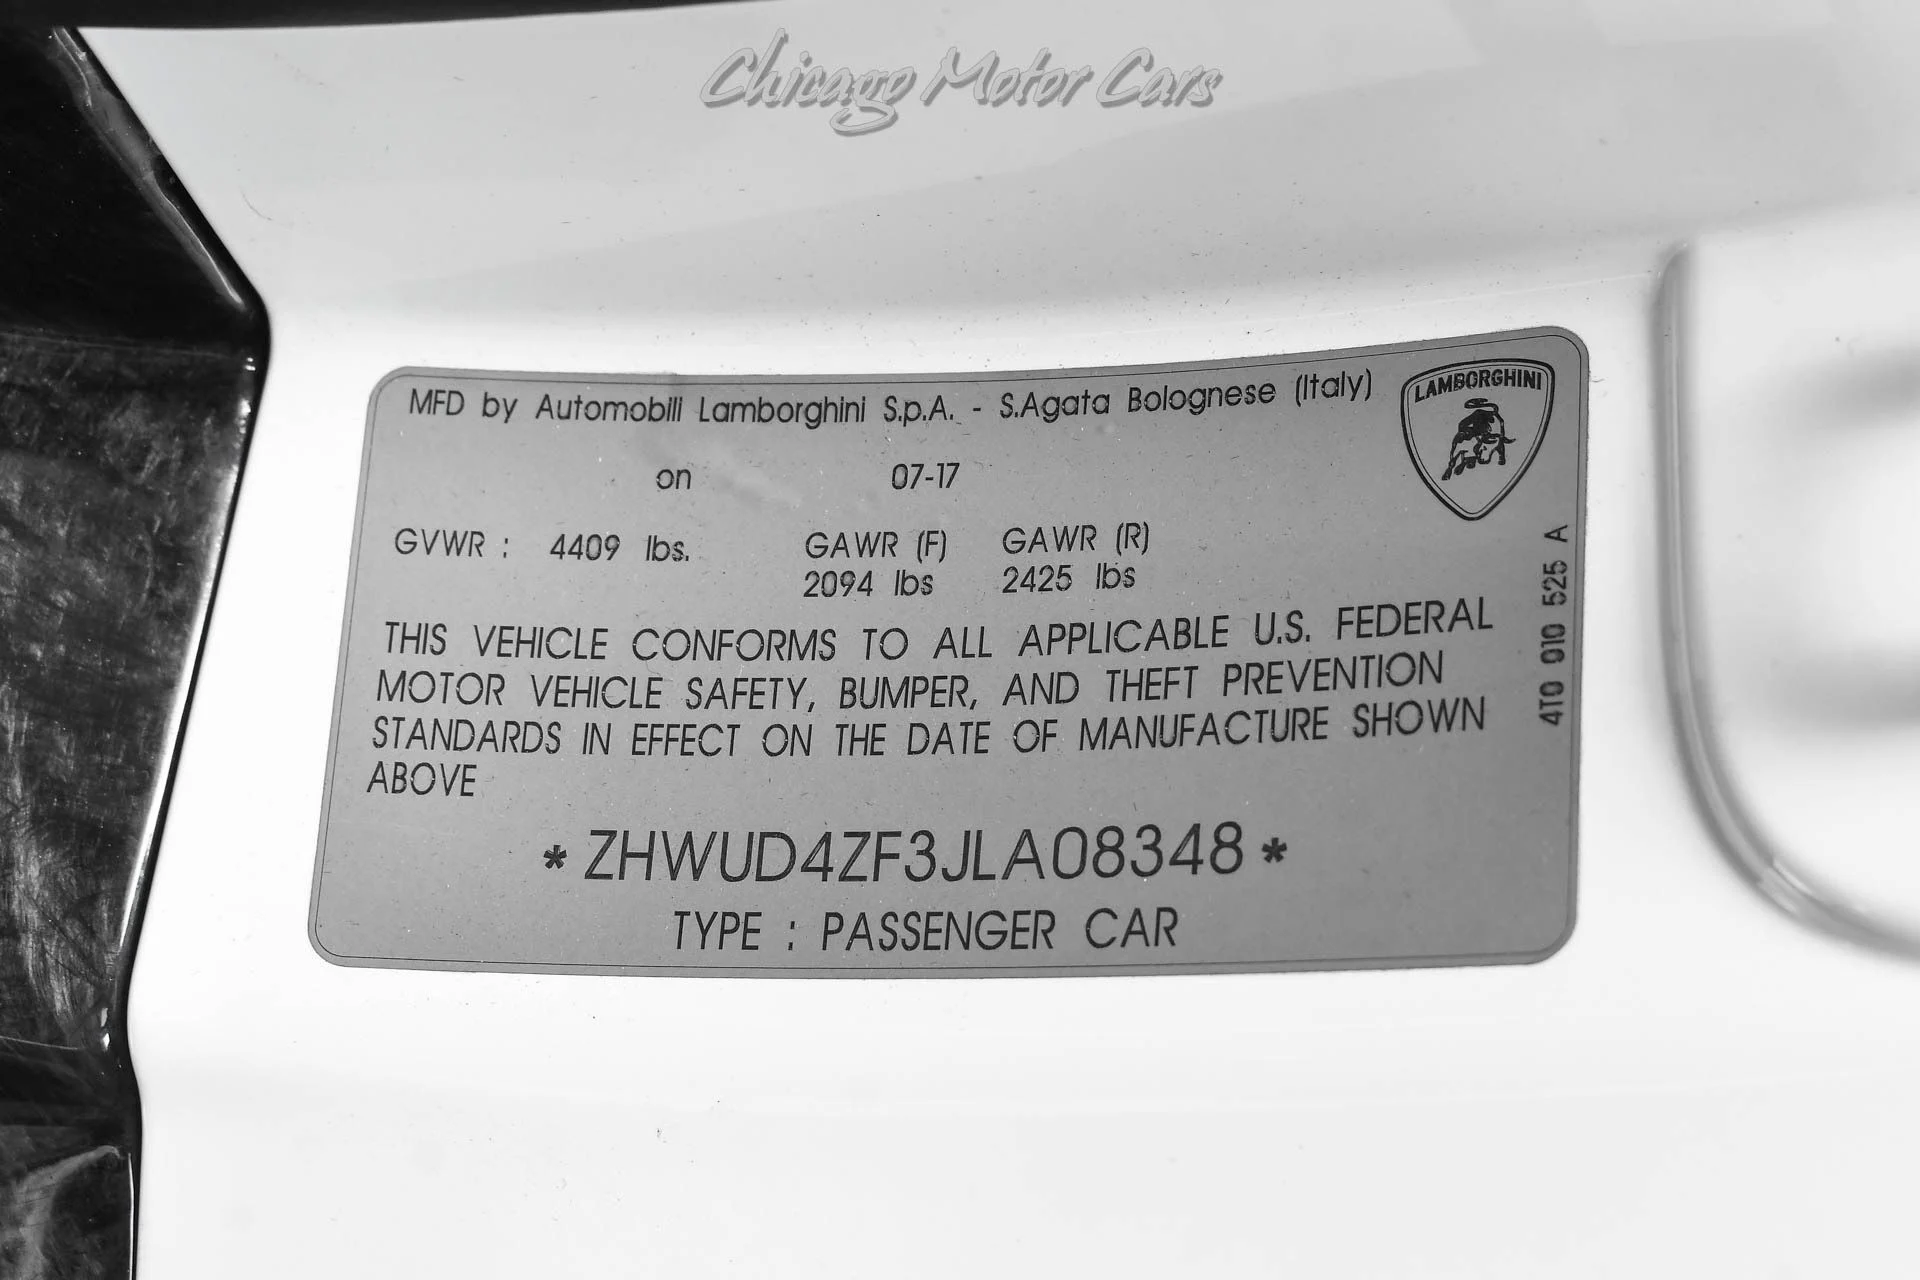 Chicago Motor Cars
MFD by Automobili Lamborghini S.p.A. - S.Agata Bolognese (Italy)
LAMBORGHINI
on 07-17
GVWR : 4409 lbs. GAWR (F) GAWR (R)
2094 lbs 2425 lbs
THIS VEHICLE CONFORMS TO ALL APPLICABLE U.S. FEDERAL
MOTOR VEHICLE SAFETY, BUMPER, AND THEFT PREVENTION
STANDARDS IN EFFECT ON THE DATE OF MANUFACTURE SHOWN
ABOVE
4T0 010 525 A
* ZHWUD4ZF3JLA08348 *
TYPE : PASSENGER CAR